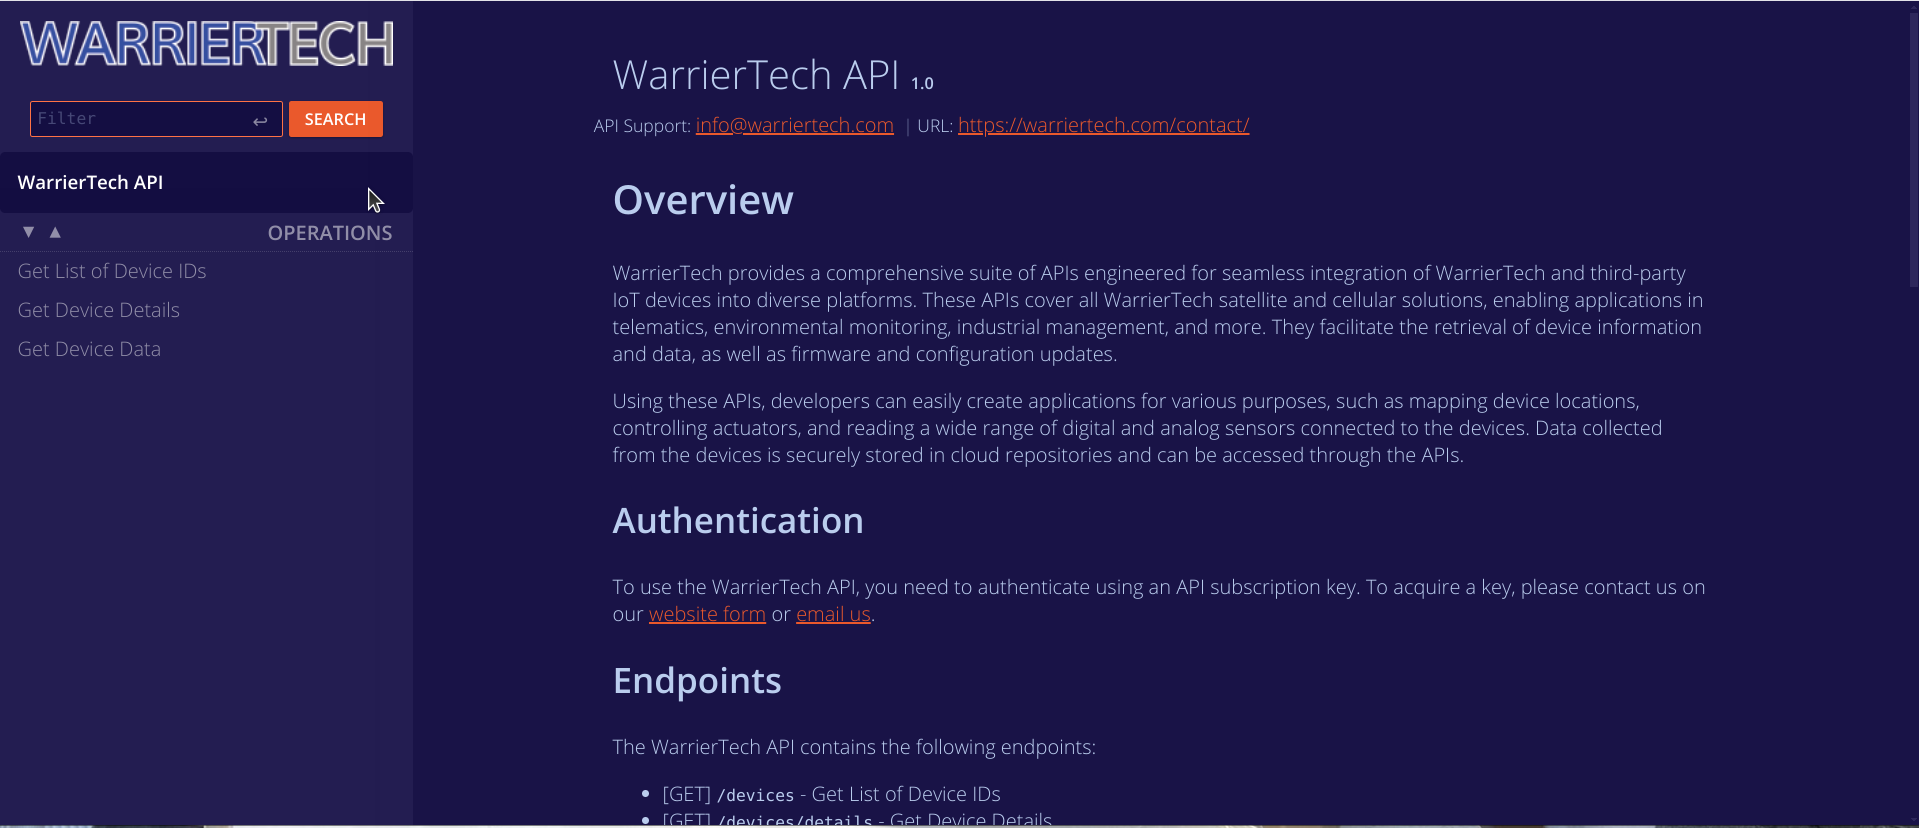 WARRIERTECH
Filter
SEARCH
WarrierTech API
OPERATIONS
Get List of Device IDs
Get Device Details
Get Device Data
WarrierTech API 1.0
API Support: info@warriertech.com | URL: https://warriertech.com/contact/
Overview
WarrierTech provides a comprehensive suite of APIs engineered for seamless integration of WarrierTech and third-party
IoT devices into diverse platforms. These APIs cover all WarrierTech satellite and cellular solutions, enabling applications in
telematics, environmental monitoring, industrial management, and more. They facilitate the retrieval of device information
and data, as well as firmware and configuration updates.
Using these APIs, developers can easily create applications for various purposes, such as mapping device locations,
controlling actuators, and reading a wide range of digital and analog sensors connected to the devices. Data collected
from the devices is securely stored in cloud repositories and can be accessed through the APIs.
Authentication
To use the WarrierTech API, you need to authenticate using an API subscription key. To acquire a key, please contact us on
our website form or email us.
Endpoints
The WarrierTech API contains the following endpoints:
• [GET] /devices - Get List of Device IDs
• [GET] /devices/details - Get Device Details